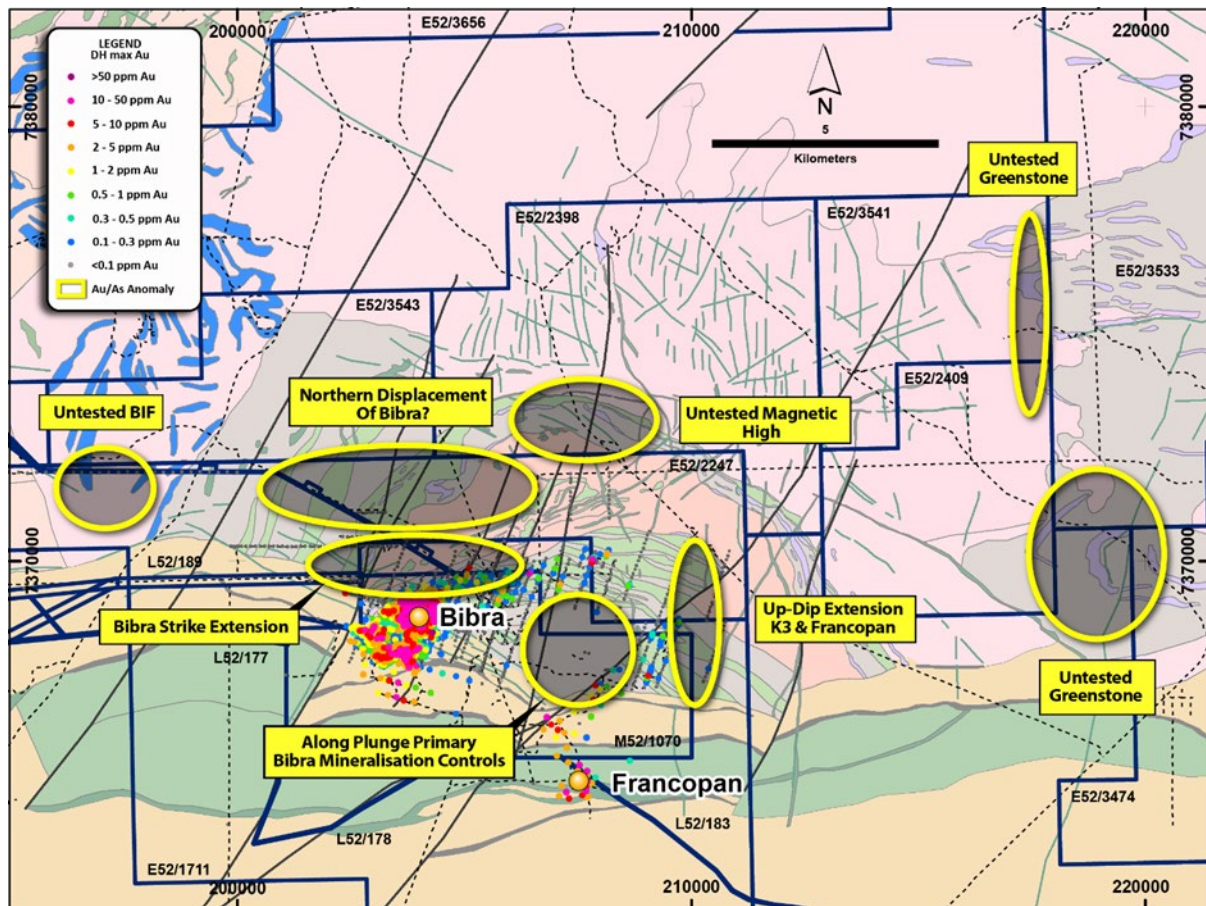 E52/3656
200000
210000
220000
LEGEND
DH max Au
>50 ppm Au
10 - 50 ppm Au
5 - 10 ppm Au
2 - 5 ppm Au
1 - 2 ppm Au
0.5 - 1 ppm Au
0.3 - 0.5 ppm Au
0.1 - 0.3 ppm Au
<0.1 ppm Au
Au/As Anomaly
7380000
7380000
N
5
Kilometers
Untested
Greenstone
E52/2398
E52/3541
E52/3533
E52/3543
E52/2409
Untested BIF
Northern Displacement
Of Bibra?
Untested Magnetic
High
E52/2247
7370000
7370000
L52/189
Bibra Strike Extension
Bibra
Up-Dip Extension
K3 & Francopan
L52/177
Untested
Greenstone
Along Plunge Primary
Bibra Mineralisation Controls
M52/1070
Francopan
E52/3474
L52/178
L52/183
E52/1711
200000
210000
220000